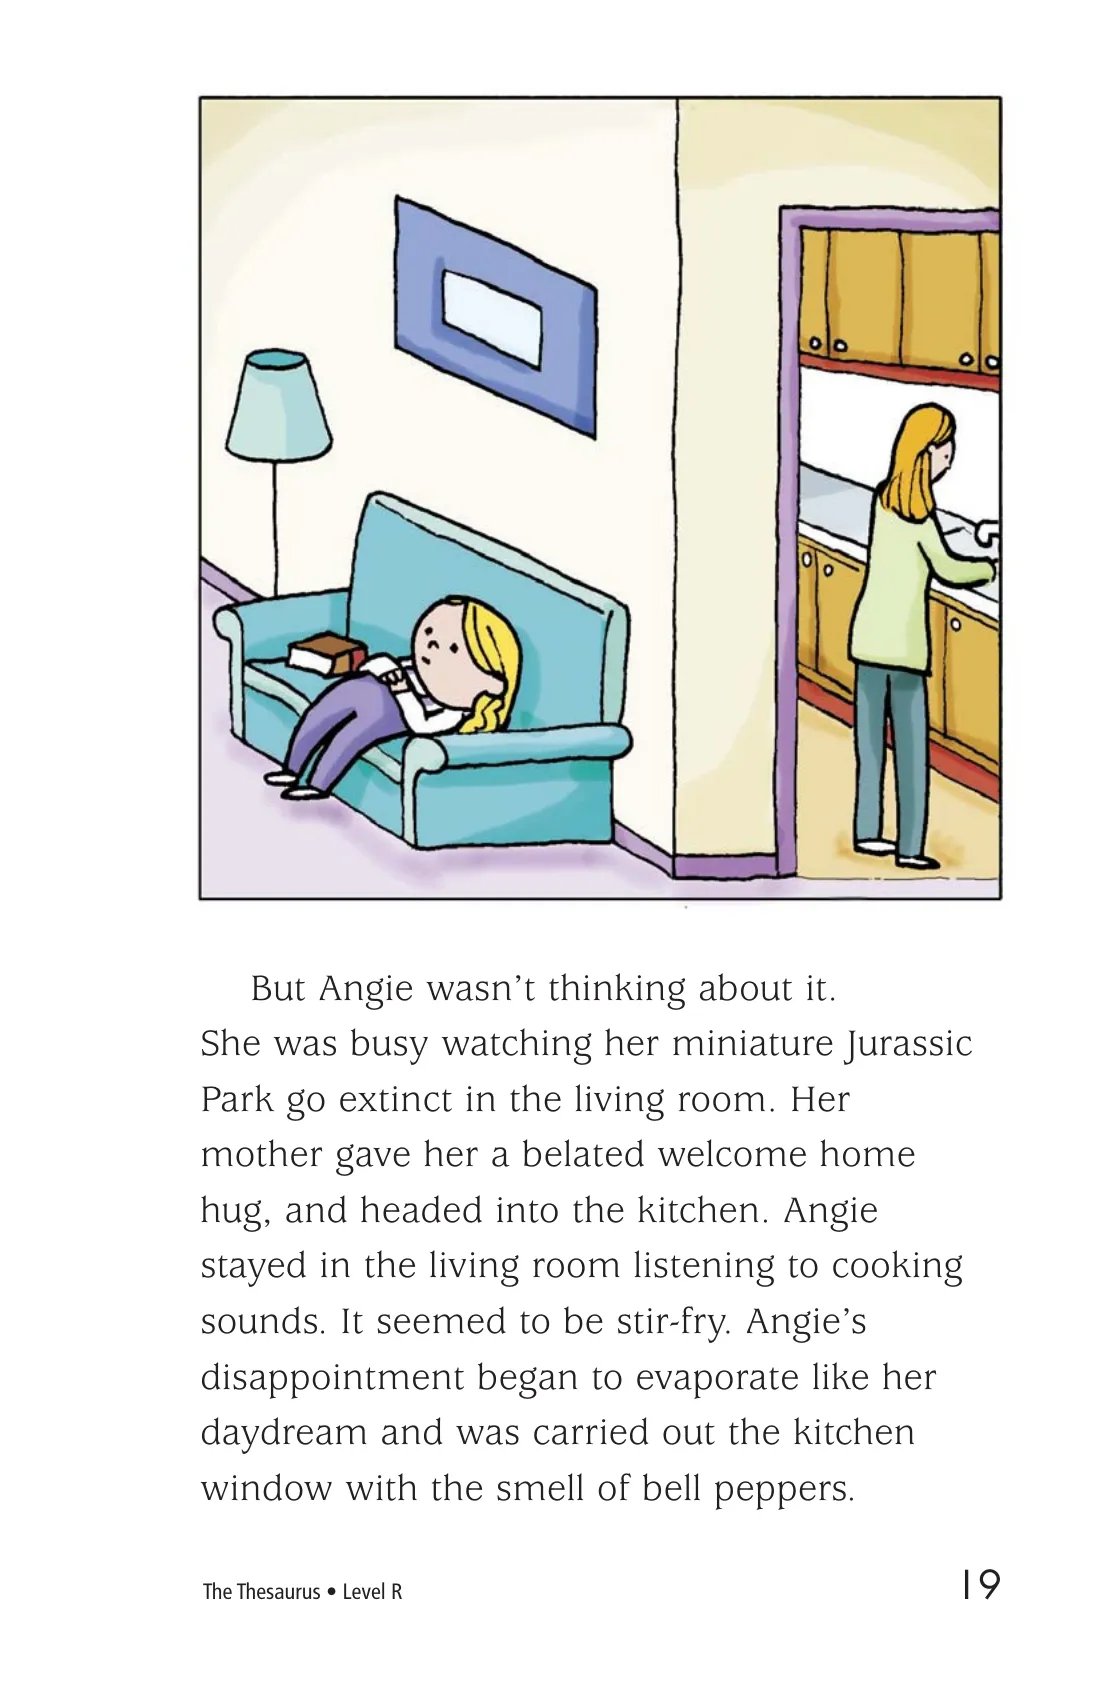 But Angie wasn’t thinking about it.
She was busy watching her miniature Jurassic
Park go extinct in the living room. Her
mother gave her a belated welcome home
hug, and headed into the kitchen. Angie
stayed in the living room listening to cooking
sounds. It seemed to be stir-fry. Angie’s
disappointment began to evaporate like her
daydream and was carried out the kitchen
window with the smell of bell peppers.
The Thesaurus • Level R
19